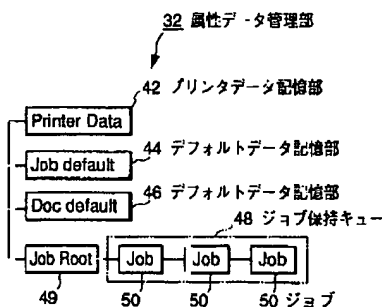 32 属性データ管理部
42 プリンタデータ記憶部
Printer Data
44 デフォルトデータ記憶部
Job default
46 デフォルトデータ記憶部
Doc default
48 ジョブ保持キュー
Job Root Job Job Job
49 50 50 50 ジョブ